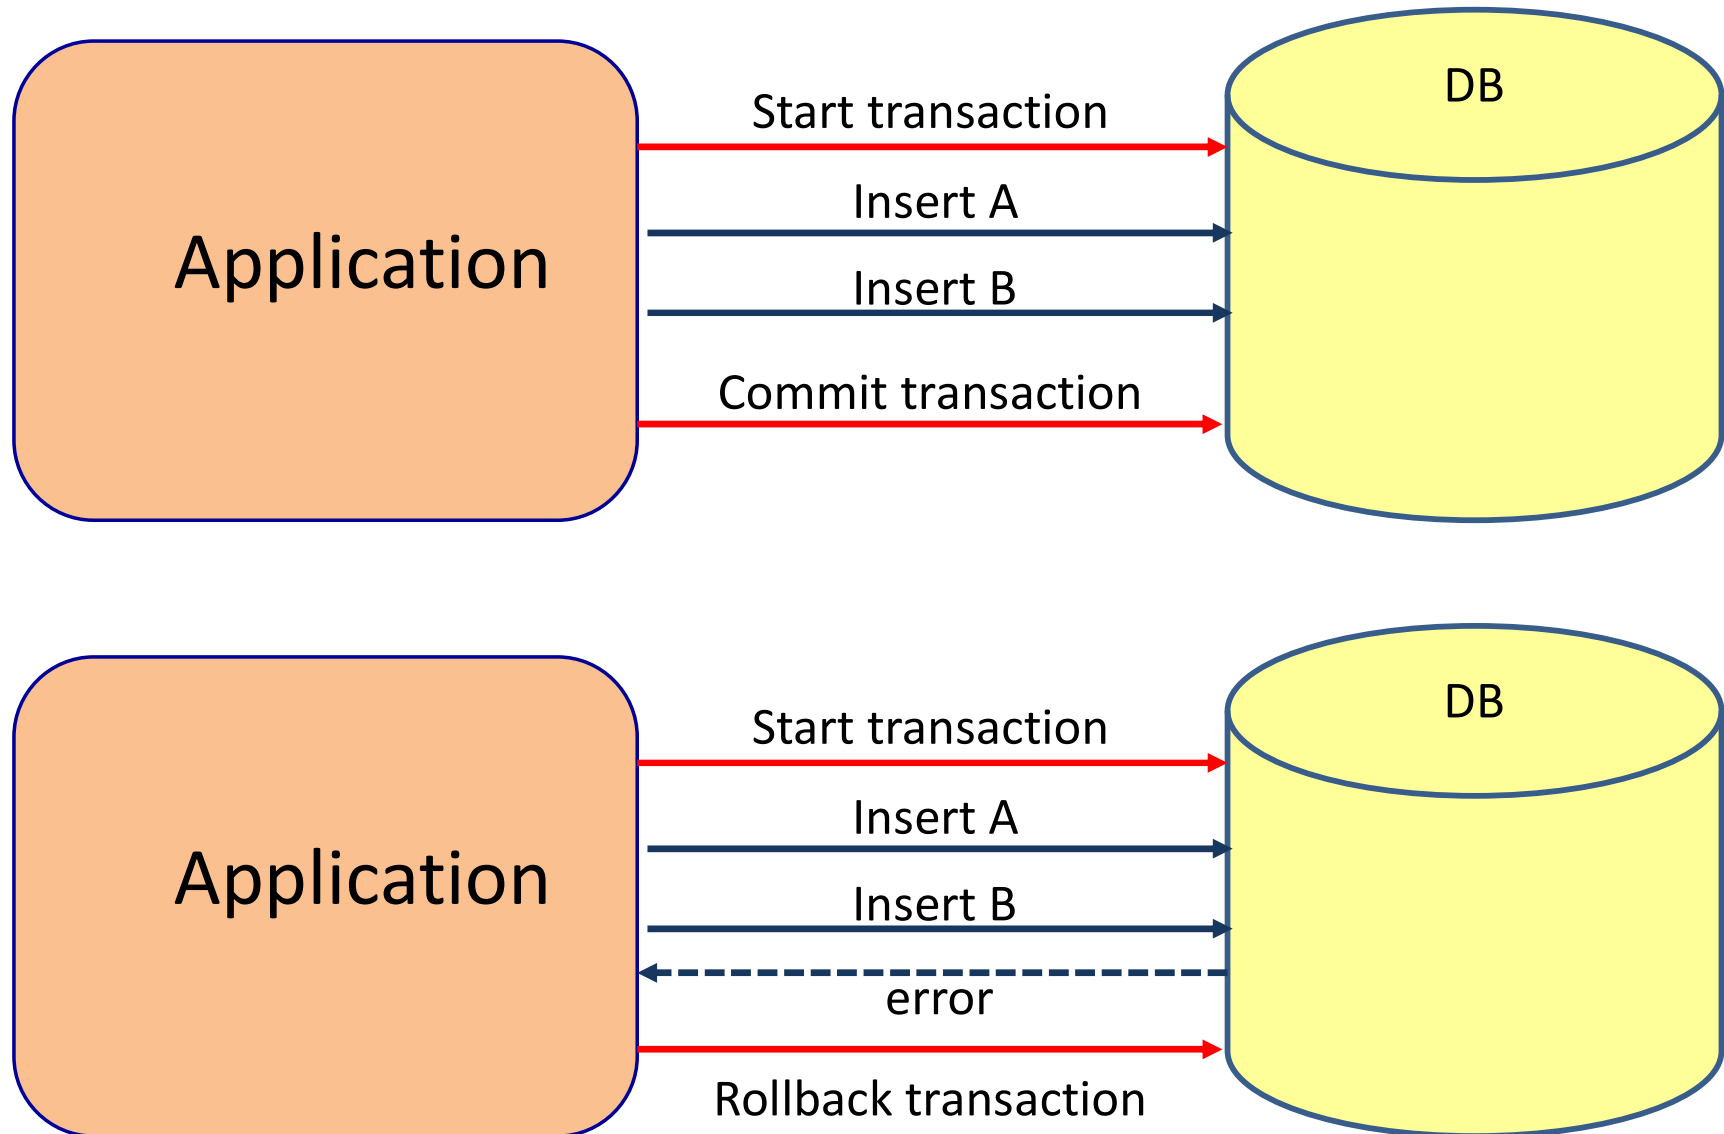 DB
Start transaction
Insert A
Application
Insert B
Commit transaction
DB
Start transaction
Insert A
Application
Insert B
error
Rollback transaction